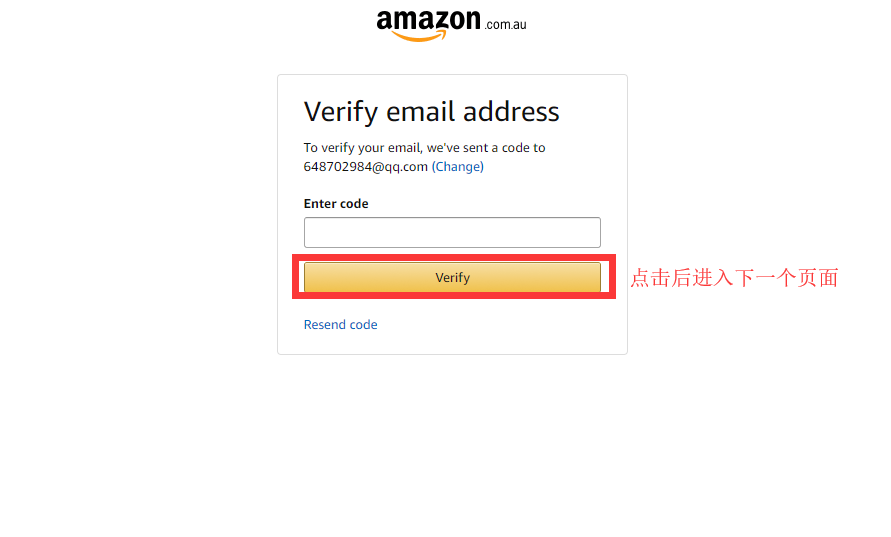 amazon.com.au
Verify email address
To verify your email, we've sent a code to
648702984@qq.com (Change)
Enter code
Verify
点击后进入下一个页面
Resend code